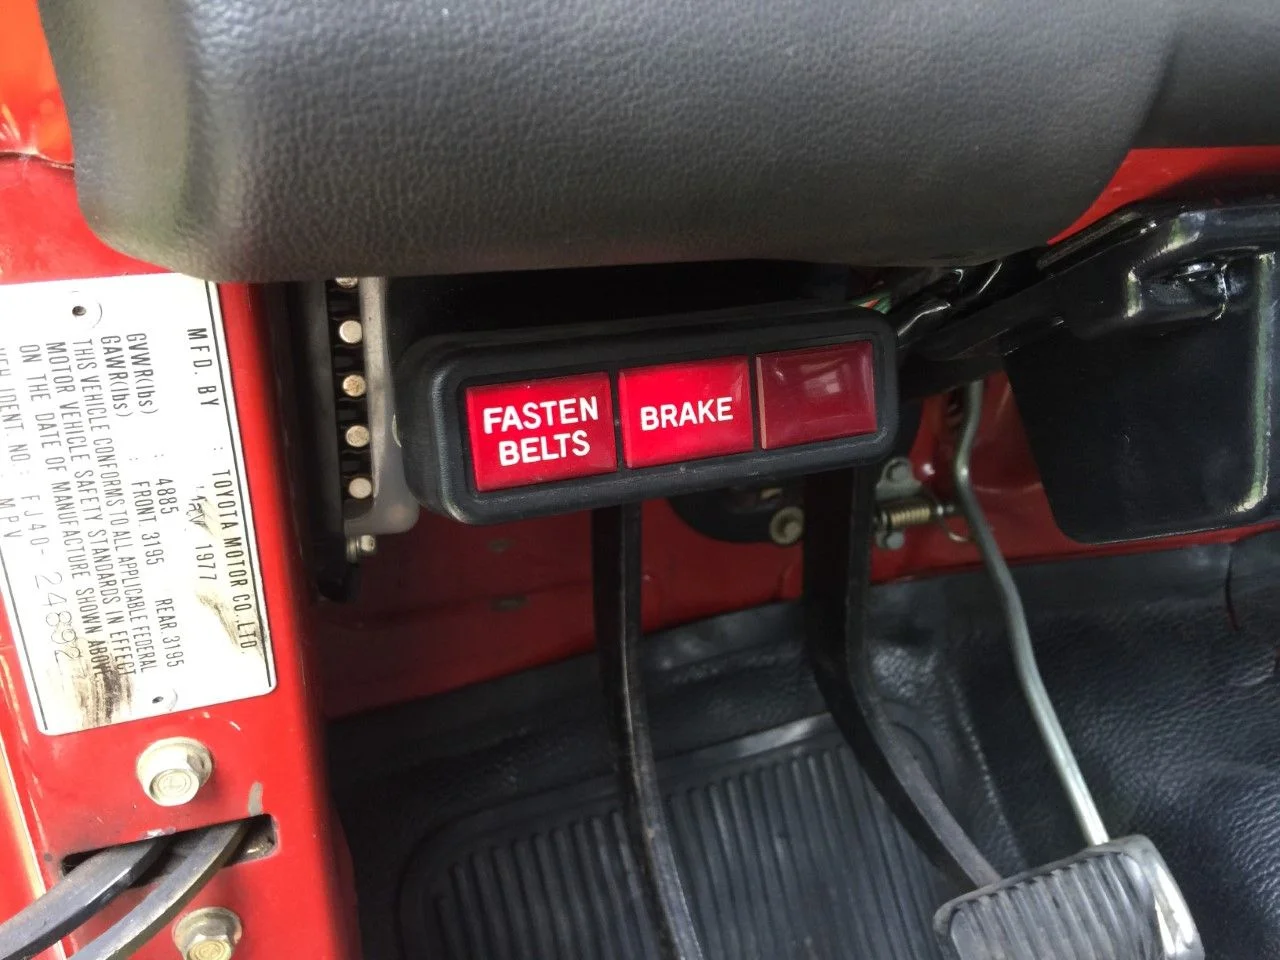 MFD. BY : TOYOTA MOTOR CO.,LTD.
1977
GVWR(lbs) : 4885
GAWR(lbs) : FRONT. 3195 REAR. 3195
THIS VEHICLE CONFORMS TO ALL APPLICABLE FEDERAL
MOTOR VEHICLE SAFETY STANDARDS IN EFFECT
ON THE DATE OF MANUFACTURE SHOWN ABOVE
IDENT. NO. : FJ40-24892
MPV
FASTEN
BELTS
BRAKE